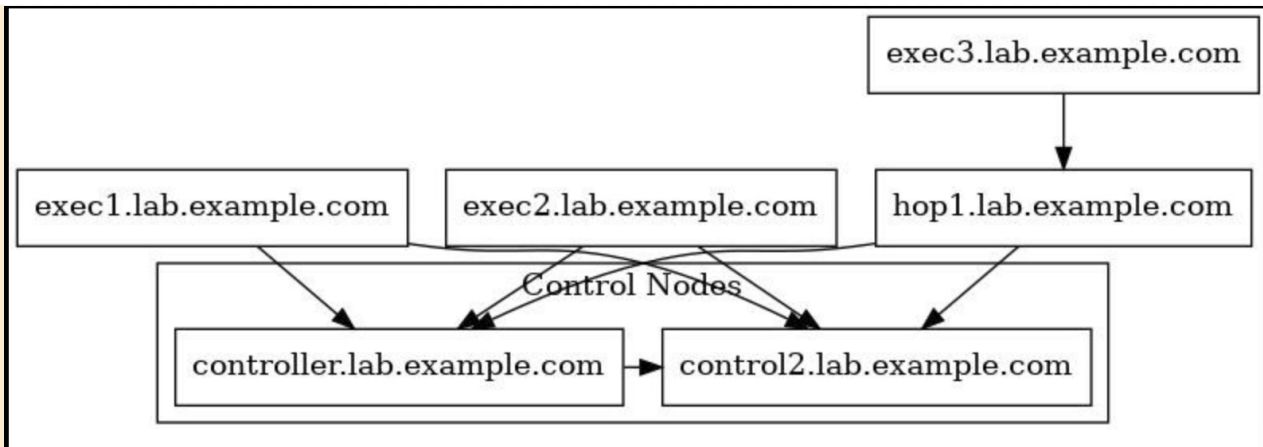 exec3.lab.example.com
exec1.lab.example.com
exec2.lab.example.com
hop1.lab.example.com
Control Nodes
controller.lab.example.com
control2.lab.example.com